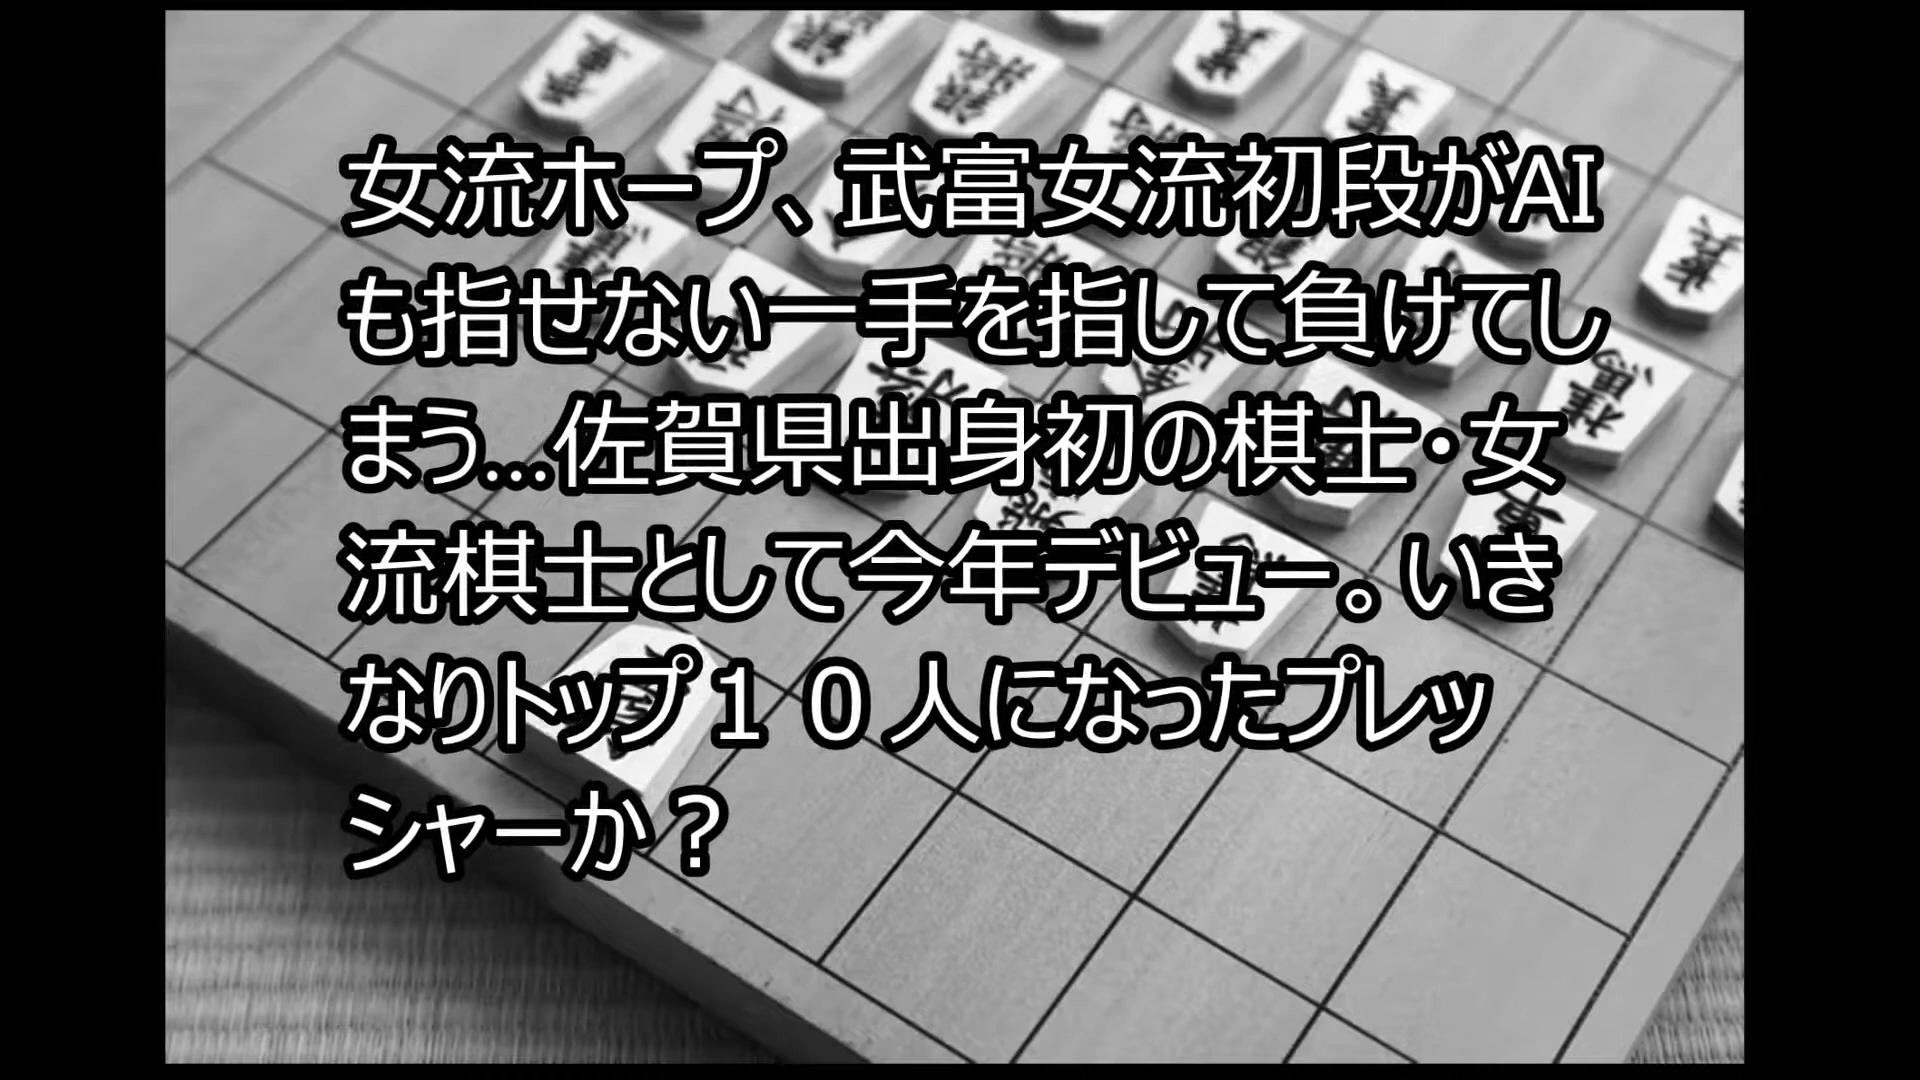 女流ホープ、武富女流初段がAI
も指せない一手を指して負けてし
まう…佐賀県出身初の棋士・女
流棋士として今年デビュー。いき
なりトップ１０人になったプレッ
シャーか？